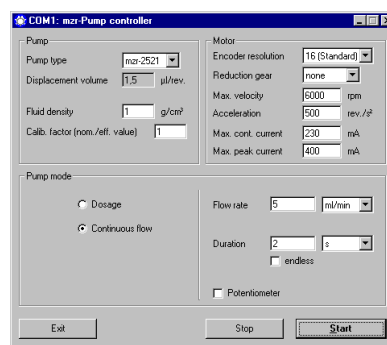 COM1: mzr-Pump controller
Pump
Pump type mzr-2521
Displacement volume 1,5 µl/rev.
Fluid density 1 g/cm³
Calib. factor (nom./eff. value) 1
Motor
Encoder resolution 16 (Standard)
Reduction gear none
Max. velocity 6000 rpm
Acceleration 500 rev./s²
Max. cont. current 230 mA
Max. peak current 400 mA
Pump mode
Dosage
Continuous flow
Flow rate 5 ml/min
Duration 2 s
endless
Potentiometer
Exit Stop Start